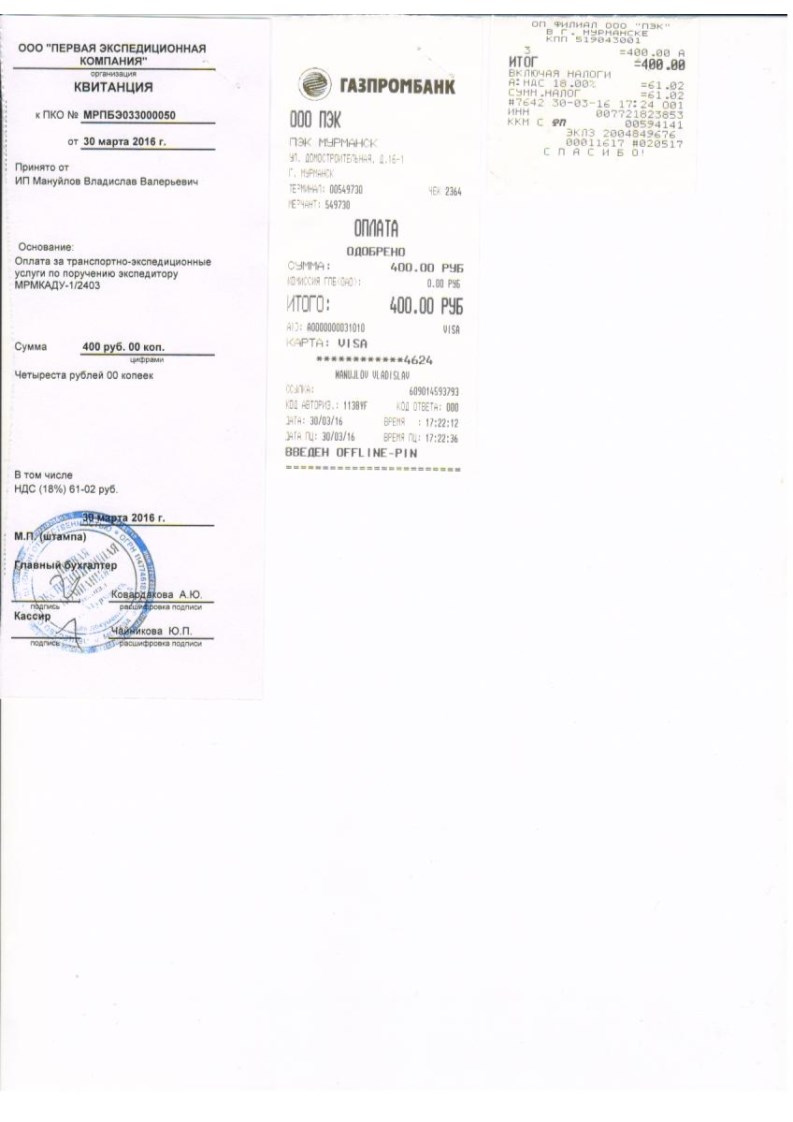 ООО "ПЕРВАЯ ЭКСПЕДИЦИОННАЯ
КОМПАНИЯ"
организация
КВИТАНЦИЯ
к ПКО № МРПБЭ033000050
от 30 марта 2016 г.
Принято от
ИП Мануйлов Владислав Валерьевич
Основание:
Оплата за транспортно-экспедиционные
услуги по поручению экспедитору
МРМКАДУ-1/2403
Сумма 400 руб. 00 коп.
цифрами
Четыреста рублей 00 копеек
В том числе
НДС (18%) 61-02 руб.
30 марта 2016 г.
М.П. (штампа)
Главный бухгалтер
Ковардакова А.Ю.
подпись расшифровка подписи
Кассир
Чайникова Ю.П.
подпись расшифровка подписи
ГАЗПРОМБАНК
ООО ПЭК
ПЭК МУРМАНСК
УЛ. ДОМОСТРОИТЕЛЬНАЯ, Д.16-1
Г. МУРМАНСК
ТЕРМИНАЛ: 00549730 ЧЕК 2364
МЕРЧАНТ: 549730
ОПЛАТА
ОДОБРЕНО
СУММА: 400.00 РУБ
КОМИССИЯ ГПБ(ОАО): 0.00 РУБ
ИТОГО: 400.00 РУБ
AID: A0000000031010 VISA
КАРТА: VISA
************4624
MANUJLOV VLADISLAV
ССЫЛКА: 609014593793
КОД АВТОРИЗ.: 113BYF КОД ОТВЕТА: 000
ДАТА: 30/03/16 ВРЕМЯ : 17:22:12
ДАТА ПЦ: 30/03/16 ВРЕМЯ ПЦ: 17:22:36
ВВЕДЕН OFFLINE-PIN
========================
ОП ФИЛИАЛ ООО "ПЭК"
В Г. МУРМАНСКЕ
КПП 519043001
3 =400.00 А
ИТОГ =400.00
ВКЛЮЧАЯ НАЛОГИ
А:НДС 18.00% =61.02
СУММ.НАЛОГ =61.02
#7642 30-03-16 17:24 001
ИНН 007721823853
ККМ С ФП 00594141
ЭКЛЗ 2004849676
00011617 #020517
СПАСИБО!